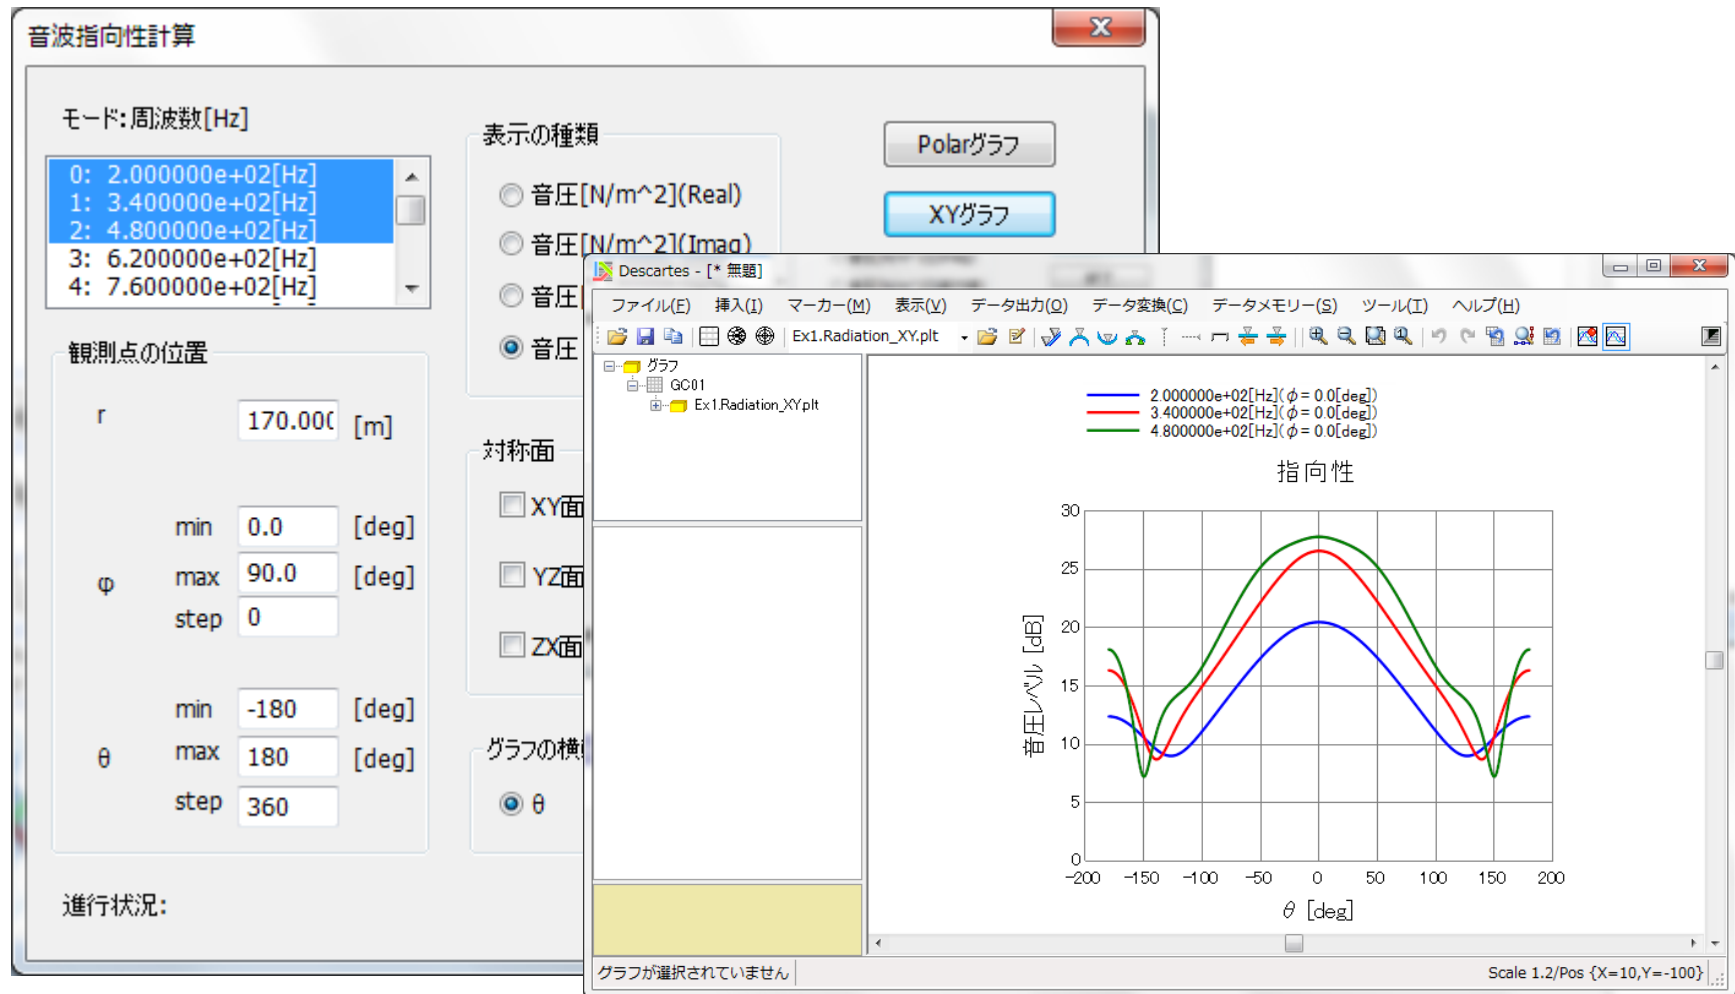 音波指向性計算
モード:周波数[Hz]
0: 2.000000e+02[Hz]
1: 3.400000e+02[Hz]
2: 4.800000e+02[Hz]
3: 6.200000e+02[Hz]
4: 7.600000e+02[Hz]
観測点の位置
r 170.000 [m]
min 0.0 [deg]
φ max 90.0 [deg]
step 0
min -180 [deg]
θ max 180 [deg]
step 360
進行状況:
表示の種類
音圧[N/m^2](Real)
音圧[N/m^2](Imag)
音圧[
音圧
対称面
XY面
YZ面
ZX面
グラフの横
θ
Polarグラフ
XYグラフ
Descartes - [* 無題]
ファイル(F) 挿入(I) マーカー(M) 表示(V) データ出力(O) データ変換(C) データメモリー(S) ツール(T) ヘルプ(H)
Ex1.Radiation_XY.plt
グラフ
GC01
Ex1.Radiation_XY.plt
2.000000e+02[Hz](φ= 0.0[deg])
3.400000e+02[Hz](φ= 0.0[deg])
4.800000e+02[Hz](φ= 0.0[deg])
指向性
音圧レベル [dB]
30
25
20
15
10
5
0
-200 -150 -100 -50 0 50 100 150 200
θ [deg]
グラフが選択されていません
Scale 1.2/Pos {X=10,Y=-100}